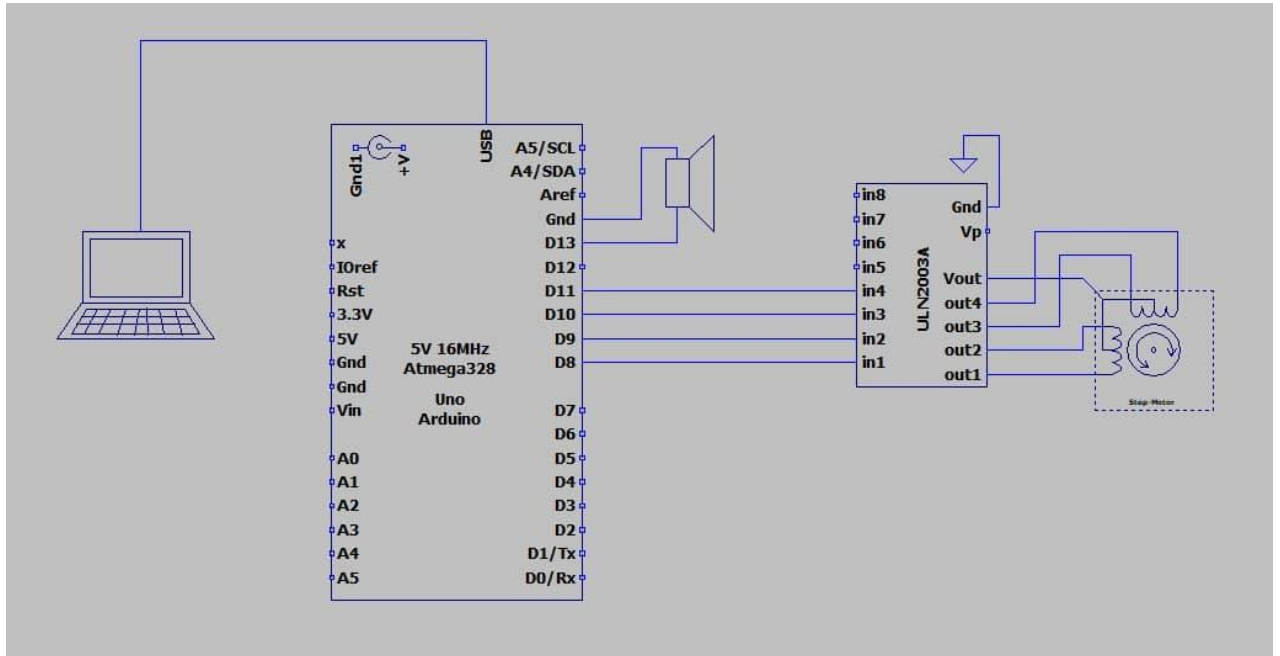 Gnd1
+V
USB
A5/SCL
A4/SDA
Aref
Gnd
D13
D12
D11
D10
D9
D8
D7
D6
D5
D4
D3
D2
D1/Tx
D0/Rx
x
IOref
Rst
3.3V
5V
Gnd
Gnd
Vin
A0
A1
A2
A3
A4
A5
5V 16MHz
Atmega328
Uno
Arduino
in8
in7
in6
in5
in4
in3
in2
in1
ULN2003A
Gnd
Vp
Vout
out4
out3
out2
out1
Step-Motor